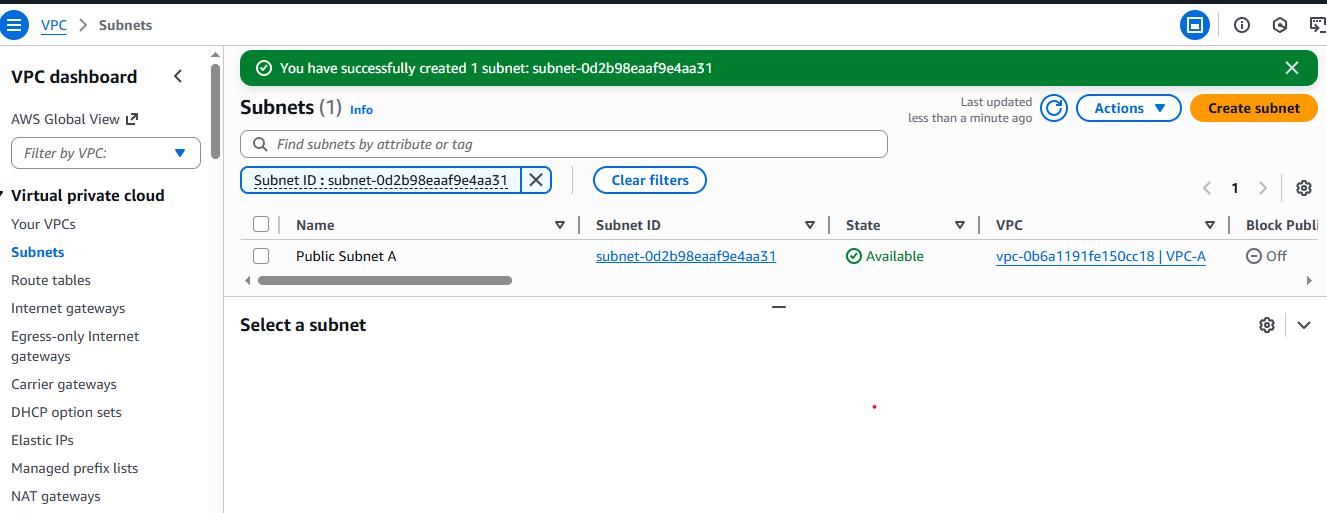 VPC > Subnets
VPC dashboard
AWS Global View
Filter by VPC:
Virtual private cloud
Your VPCs
Subnets
Route tables
Internet gateways
Egress-only Internet
gateways
Carrier gateways
DHCP option sets
Elastic IPs
Managed prefix lists
NAT gateways
You have successfully created 1 subnet: subnet-0d2b98eaaf9e4aa31
Subnets (1) Info
Last updated
less than a minute ago
Actions
Create subnet
Find subnets by attribute or tag
Subnet ID : subnet-0d2b98eaaf9e4aa31
Clear filters
1
Name Subnet ID State VPC Block Publi
Public Subnet A subnet-0d2b98eaaf9e4aa31 Available vpc-0b6a1191fe150cc18 | VPC-A Off
Select a subnet